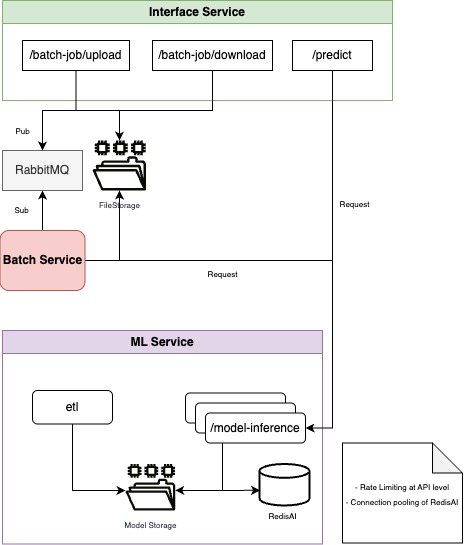 Interface Service
/batch-job/upload
/batch-job/download
/predict
Pub
RabbitMQ
FileStorage
Sub
Request
Batch Service
Request
ML Service
etl
/model-inference
Model Storage
RedisAI
- Rate Limiting at API level
- Connection pooling of RedisAI